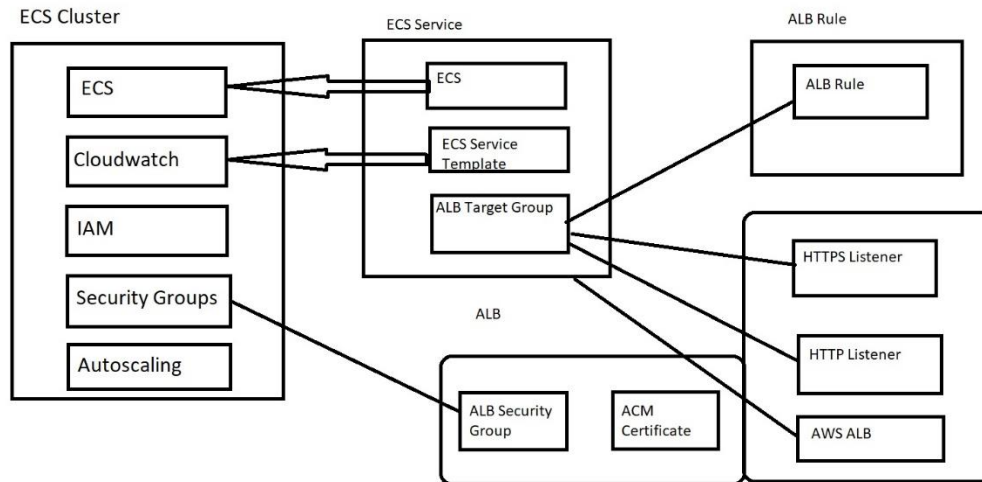 ECS Cluster
ECS
Cloudwatch
IAM
Security Groups
Autoscaling
ECS Service
ECS
ECS Service
Template
ALB Target Group
ALB Rule
ALB Rule
HTTPS Listener
HTTP Listener
AWS ALB
ALB
ALB Security
Group
ACM
Certificate